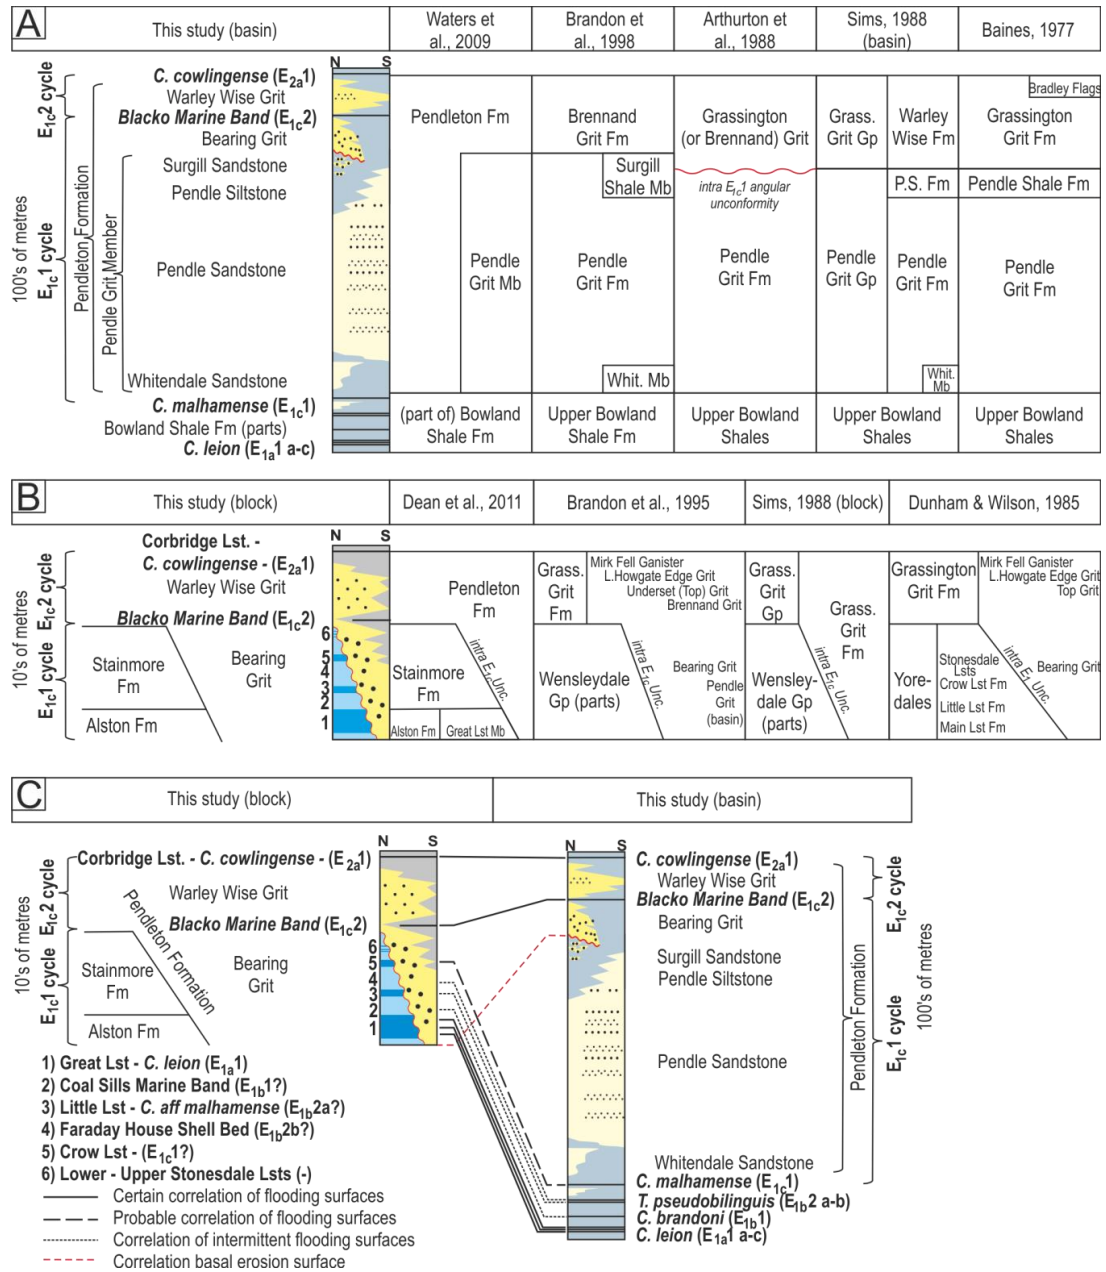 A
This study (basin)
Waters et
al., 2009
Brandon et
al., 1998
Arthurton et
al., 1988
Sims, 1988
(basin)
Baines, 1977
N S
C. cowlingense (E2a1)
Warley Wise Grit
Blacko Marine Band (E1c2)
Bearing Grit
Surgill Sandstone
Pendle Siltstone
Pendle Sandstone
Whitendale Sandstone
C. malhamense (E1c1)
Bowland Shale Fm (parts)
C. leion (E1a1 a-c)
100's of metres
E1c2 cycle
E1c1 cycle
Pendleton Formation
Pendle Grit Member
Pendleton Fm
Pendle
Grit Mb
(part of) Bowland
Shale Fm
Brennand
Grit Fm
Surgill
Shale Mb
Pendle
Grit Fm
Whit. Mb
Upper Bowland
Shale Fm
Grassington
(or Brennand) Grit
intra E1c1 angular
unconformity
Pendle
Grit Fm
Upper Bowland
Shales
Grass.
Grit Gp
Warley
Wise Fm
P.S. Fm
Pendle
Grit Gp
Pendle
Grit Fm
Whit.
Mb
Upper Bowland
Shales
Bradley Flags
Grassington
Grit Fm
Pendle Shale Fm
Pendle
Grit Fm
Upper Bowland
Shales
B
This study (block)
Dean et al., 2011
Brandon et al., 1995
Sims, 1988 (block)
Dunham & Wilson, 1985
N S
Corbridge Lst. -
C. cowlingense - (E2a1)
Warley Wise Grit
Blacko Marine Band (E1c2)
10's of metres
E1c2 cycle
E1c1 cycle
Stainmore
Fm
Alston Fm
Bearing
Grit
6
5
4
3
2
1
Pendleton
Fm
intra E1c Unc.
Stainmore
Fm
Alston Fm
Great Lst Mb
Grass.
Grit
Fm
Mirk Fell Ganister
L.Howgate Edge Grit
Underset (Top) Grit
Brennand Grit
Wensleydale
Gp (parts)
intra E1c Unc.
Bearing Grit
Pendle
Grit
(basin)
Grass.
Grit
Gp
Grass.
Grit
Fm
Wensley-
dale Gp
(parts)
intra E1c Unc.
Grassington
Grit Fm
Mirk Fell Ganister
L.Howgate Edge Grit
Top Grit
Yore-
dales
Stonesdale
Lsts
Crow Lst Fm
Little Lst Fm
Main Lst Fm
intra E1 Unc.
Bearing Grit
C
This study (block)
This study (basin)
N S
Corbridge Lst. - C. cowlingense - (E2a1)
Warley Wise Grit
Blacko Marine Band (E1c2)
10's of metres
E1c2 cycle
E1c1 cycle
Pendleton Formation
Stainmore
Fm
Alston Fm
Bearing
Grit
6
5
4
3
2
1
N S
C. cowlingense (E2a1)
Warley Wise Grit
Blacko Marine Band (E1c2)
Bearing Grit
Surgill Sandstone
Pendle Siltstone
Pendle Sandstone
Whitendale Sandstone
C. malhamense (E1c1)
T. pseudobilinguis (E1b2 a-b)
C. brandoni (E1b1)
C. leion (E1a1 a-c)
Pendleton Formation
E1c2 cycle
E1c1 cycle
100's of metres
1) Great Lst - C. leion (E1a1)
2) Coal Sills Marine Band (E1b1?)
3) Little Lst - C. aff malhamense (E1b2a?)
4) Faraday House Shell Bed (E1b2b?)
5) Crow Lst - (E1c1?)
6) Lower - Upper Stonesdale Lsts (-)
Certain correlation of flooding surfaces
Probable correlation of flooding surfaces
Correlation of intermittent flooding surfaces
Correlation basal erosion surface